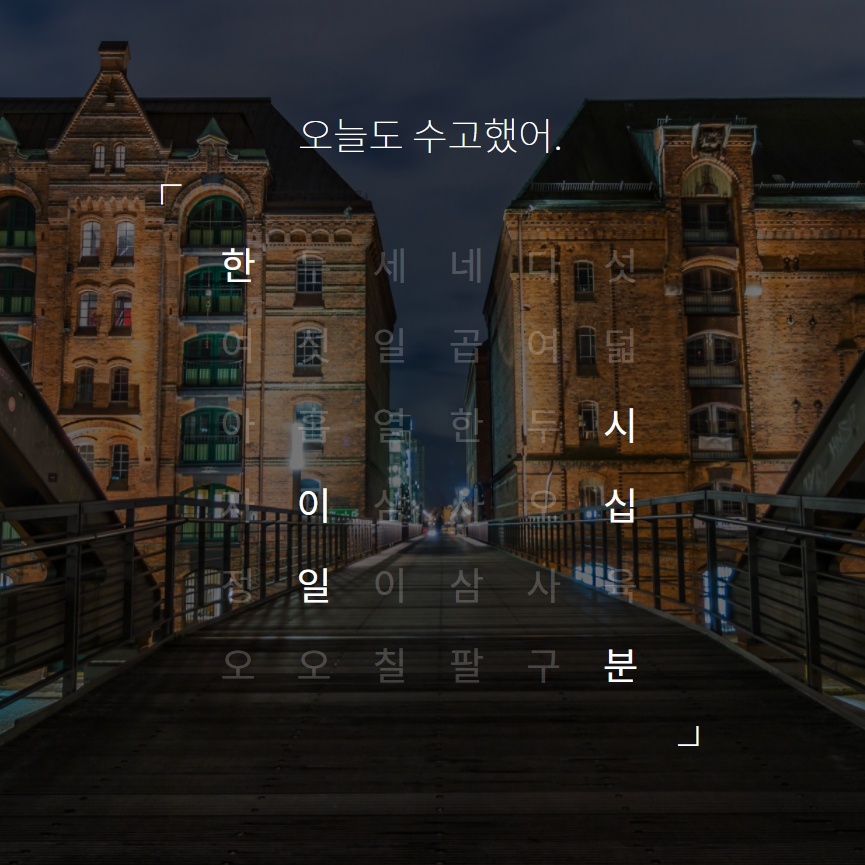 오늘도 수고했어.
「
한 세 네 다 섯
여 섯 일 곱 여 덟
아 홉 열 한 두 시
자 이 삼 사 오 십
정 일 이 삼 사 육
오 오 칠 팔 구 분
」